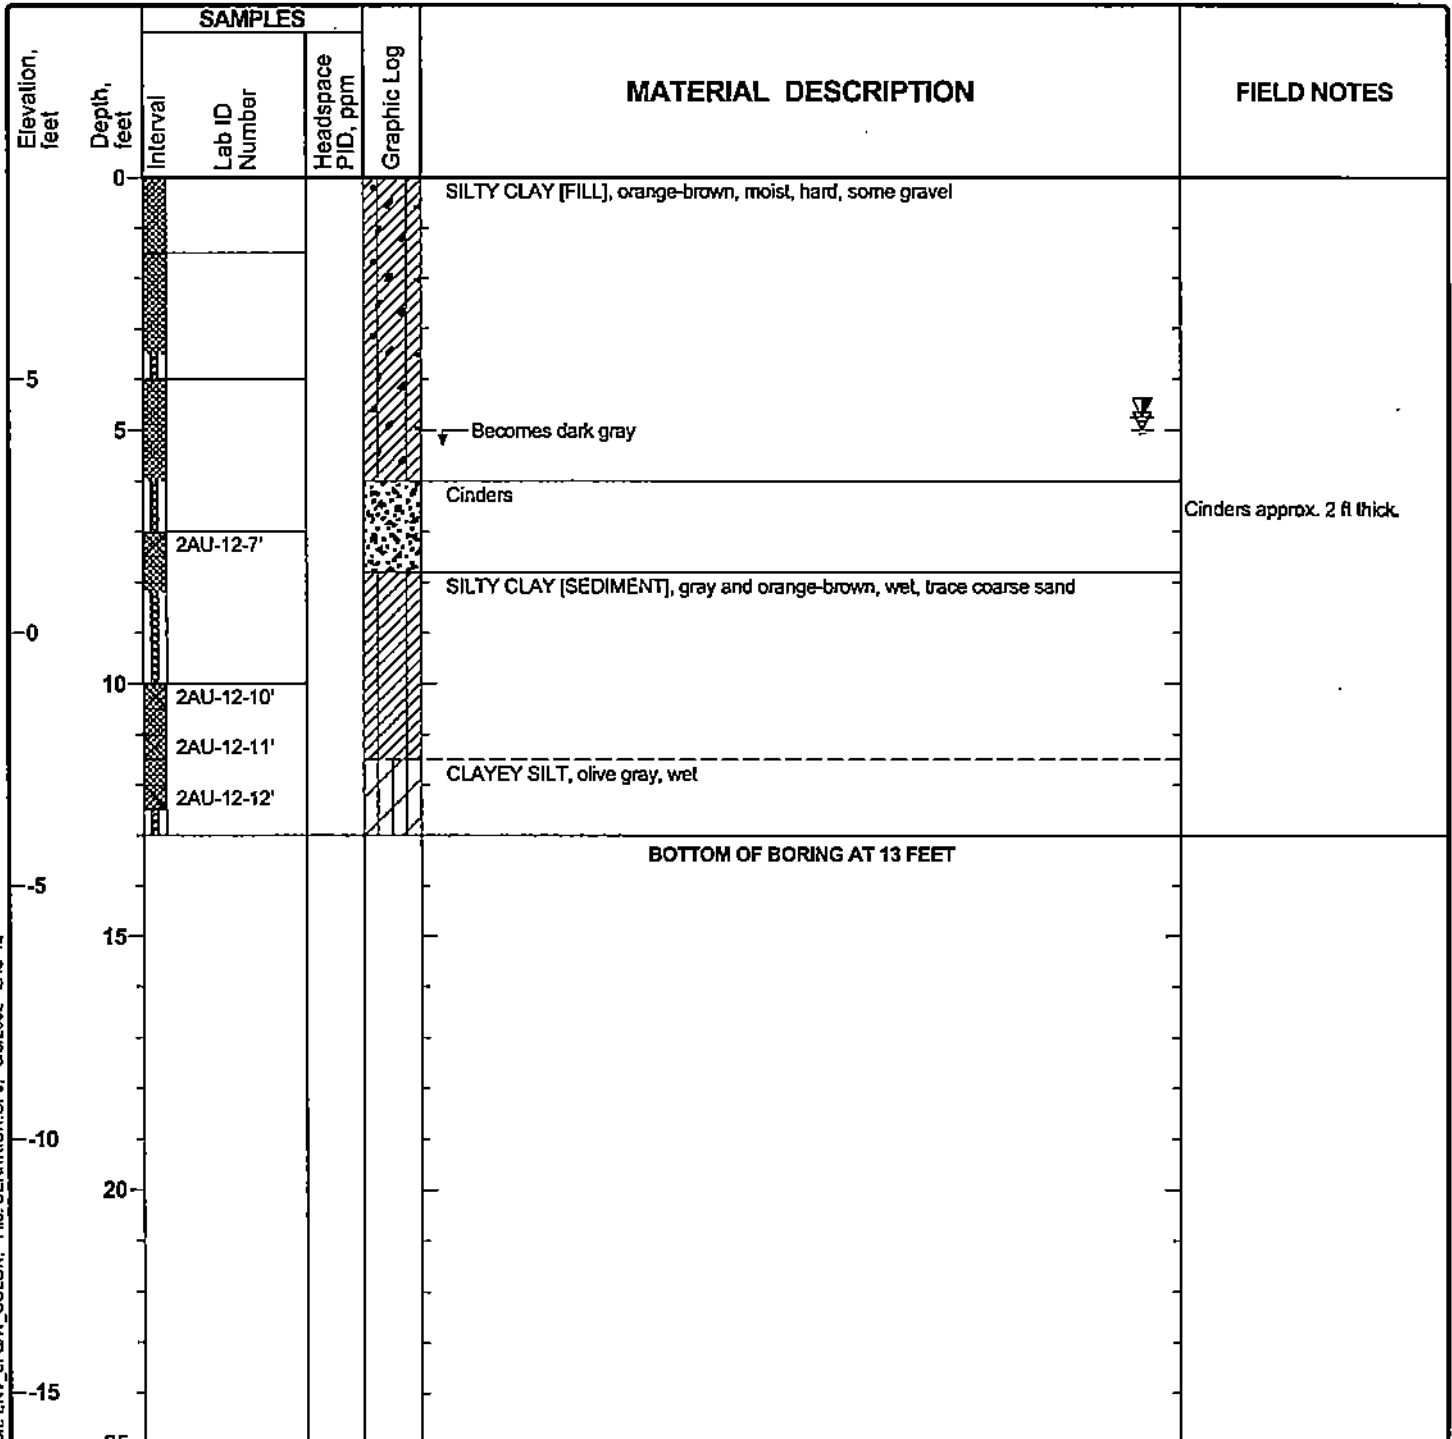 SAMPLES
Elevation,
feet
Depth,
feet
Interval
Lab ID
Number
Headspace
PID, ppm
Graphic Log
MATERIAL DESCRIPTION
FIELD NOTES
0
SILTY CLAY [FILL], orange-brown, moist, hard, some gravel
5
5
Becomes dark gray
Cinders
Cinders approx. 2 ft thick.
2AU-12-7'
SILTY CLAY [SEDIMENT], gray and orange-brown, wet, trace coarse sand
0
10
2AU-12-10'
2AU-12-11'
CLAYEY SILT, olive gray, wet
2AU-12-12'
BOTTOM OF BORING AT 13 FEET
-5
15
-10
20
-15